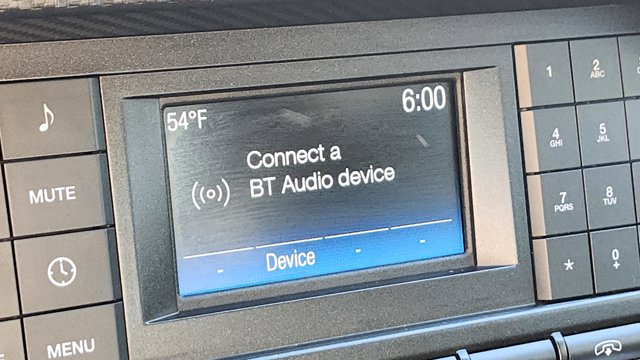 54°F
6:00
Connect a
BT Audio device
Device
MUTE
MENU
1
2
ABC
4
GHI
5
JKL
7
PQRS
8
TUV
*
0
+